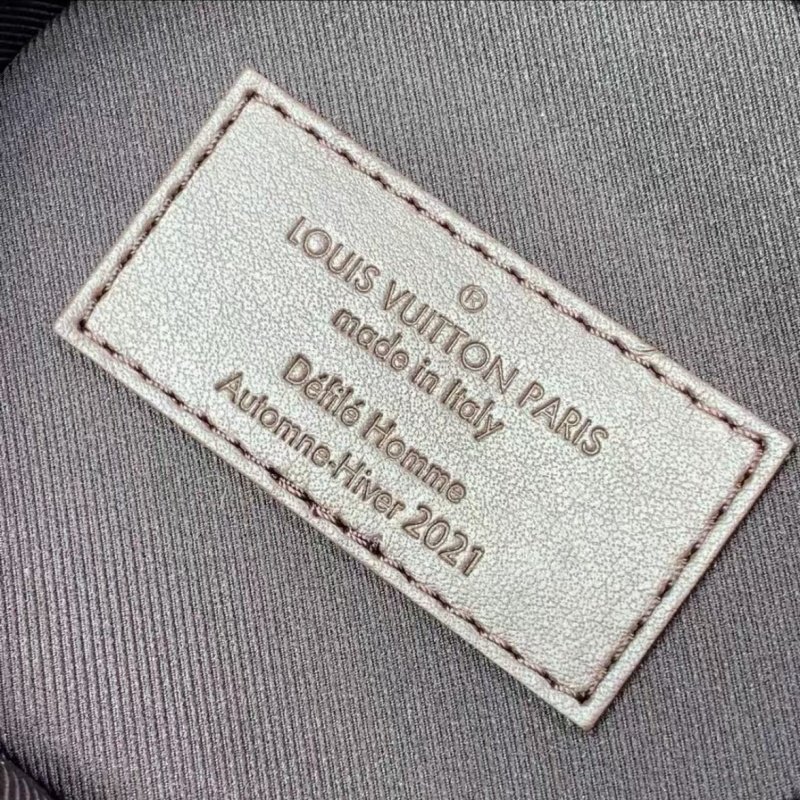 ®
LOUIS VUITTON PARIS
made in Italy
Défilé Homme
Automne-Hiver 2021